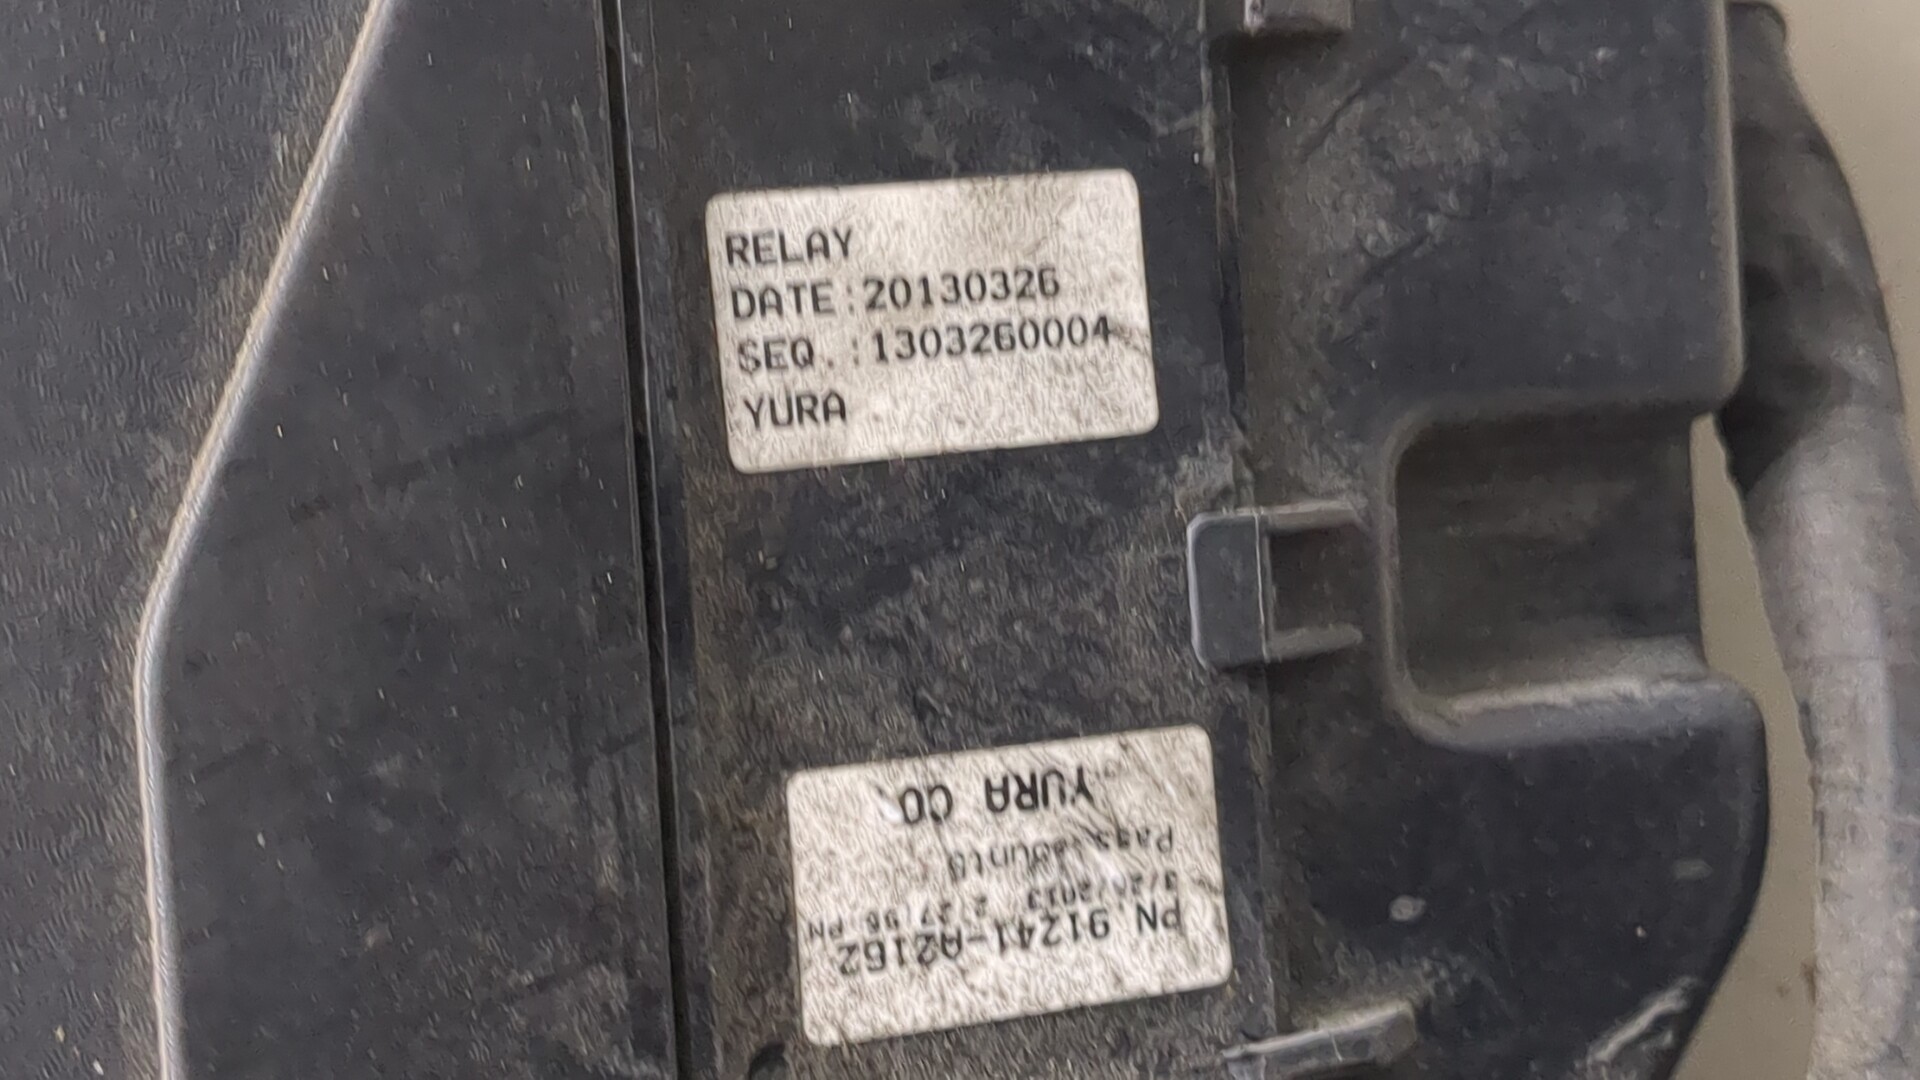 RELAY
DATE:20130326
SEQ.:1303260004
YURA
PN 91241-A2162
YURA CO.